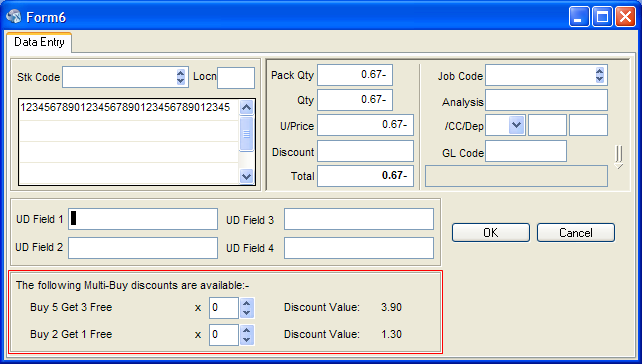 Form6
Data Entry
Stk Code Locn
12345678901234567890123456789012345
Pack Qty 0.67-
Qty 0.67-
U/Price 0.67-
Discount
Total 0.67-
Job Code
Analysis
/CC/Dep
GL Code
UD Field 1 UD Field 3
UD Field 2 UD Field 4
OK Cancel
The following Multi-Buy discounts are available:-
Buy 5 Get 3 Free x 0 Discount Value: 3.90
Buy 2 Get 1 Free x 0 Discount Value: 1.30